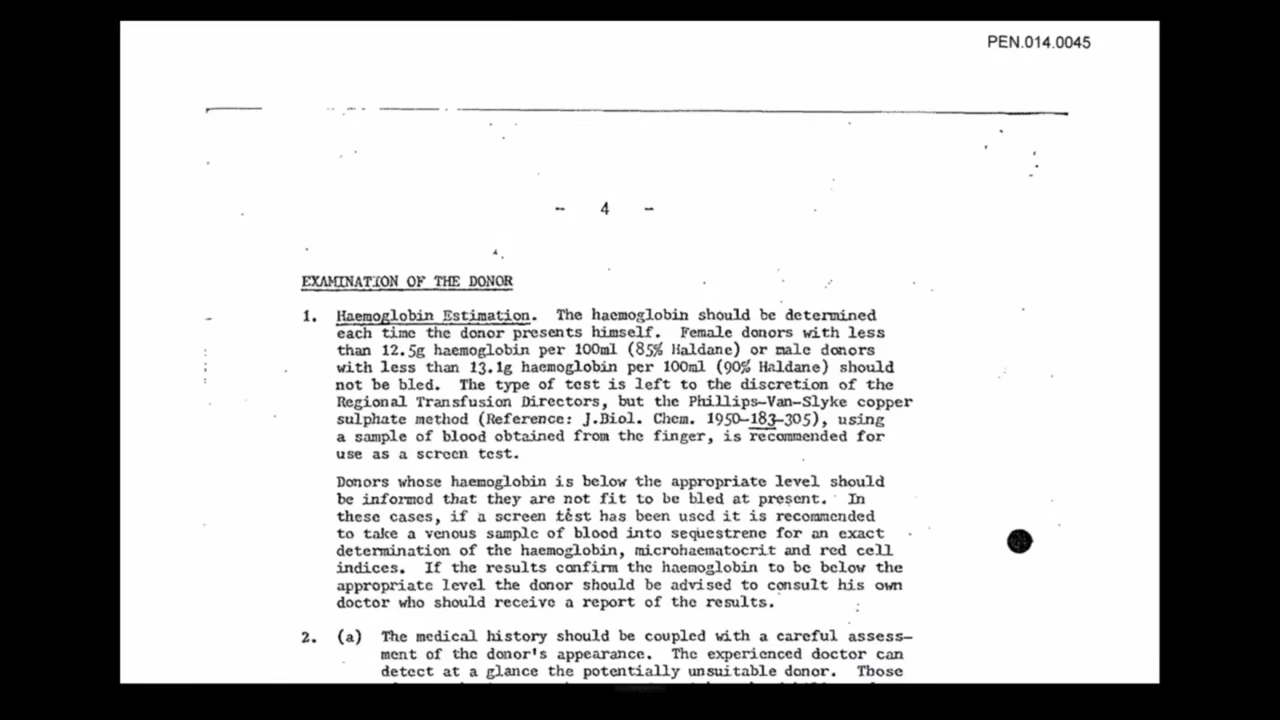 PEN.014.0045
- 4 -
EXAMINATION OF THE DONOR
1. Haemoglobin Estimation. The haemoglobin should be determined
each time the donor presents himself. Female donors with less
than 12.5g haemoglobin per 100ml (85% Haldane) or male donors
with less than 13.1g haemoglobin per 100ml (90% Haldane) should
not be bled. The type of test is left to the discretion of the
Regional Transfusion Directors, but the Phillips-Van-Slyke copper
sulphate method (Reference: J.Biol. Chem. 1950-183-305), using
a sample of blood obtained from the finger, is recommended for
use as a screen test.
Donors whose haemoglobin is below the appropriate level should
be informed that they are not fit to be bled at present. In
these cases, if a screen test has been used it is recommended
to take a venous sample of blood into sequestrene for an exact
determination of the haemoglobin, microhaematocrit and red cell
indices. If the results confirm the haemoglobin to be below the
appropriate level the donor should be advised to consult his own
doctor who should receive a report of the results.
2. (a) The medical history should be coupled with a careful assess-
ment of the donor's appearance. The experienced doctor can
detect at a glance the potentially unsuitable donor. Those